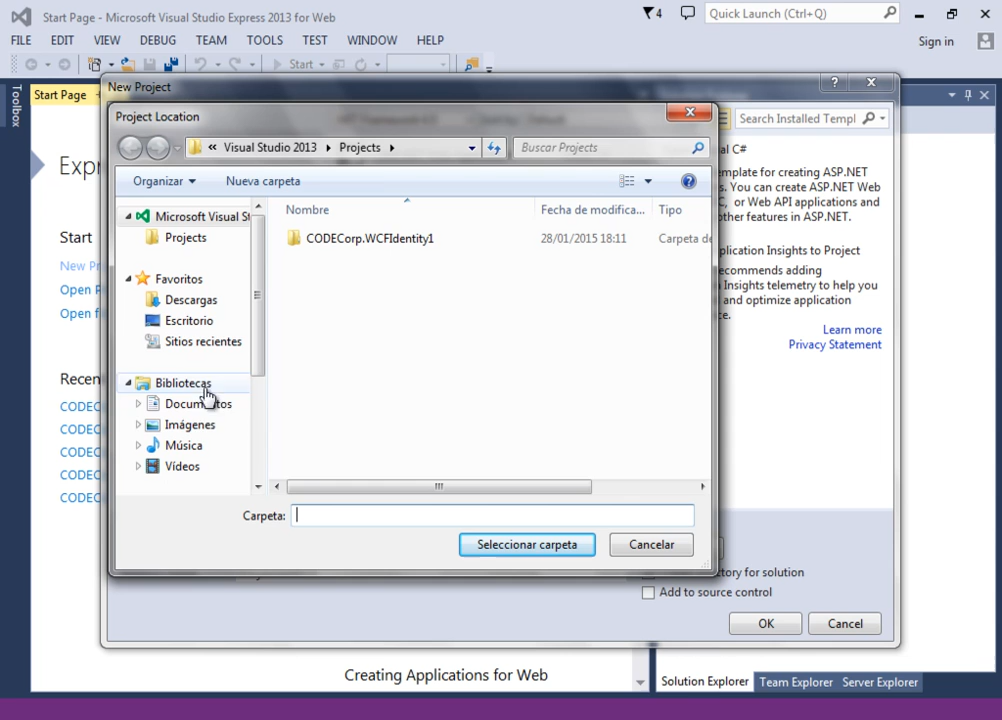 Start Page - Microsoft Visual Studio Express 2013 for Web
4
Quick Launch (Ctrl+Q)
FILE EDIT VIEW DEBUG TEAM TOOLS TEST WINDOW HELP
Sign in
Start
Toolbox
Start Page
New Project
?
Project Location
Search Installed Templ
« Visual Studio 2013 Projects
Buscar Projects
Organizar
Nueva carpeta
Nombre
Fecha de modifica...
Tipo
Microsoft Visual St
Projects
CODECorp.WCFIdentity1
28/01/2015 18:11
Carpeta de
Favoritos
Descargas
Escritorio
Sitios recientes
Bibliotecas
Documentos
Imágenes
Música
Vídeos
Carpeta:
Seleccionar carpeta
Cancelar
al C#
emplate for creating ASP.NET
s. You can create ASP.NET Web
C, or Web API applications and
other features in ASP.NET.
plication Insights to Project
ecommends adding
Insights telemetry to help you
and optimize application
ce.
Learn more
Privacy Statement
Exp
Start
New Pr
Open P
Open f
Recen
CODEC
CODEC
CODEC
CODEC
CODEC
tory for solution
Add to source control
OK
Cancel
Creating Applications for Web
Solution Explorer
Team Explorer
Server Explorer